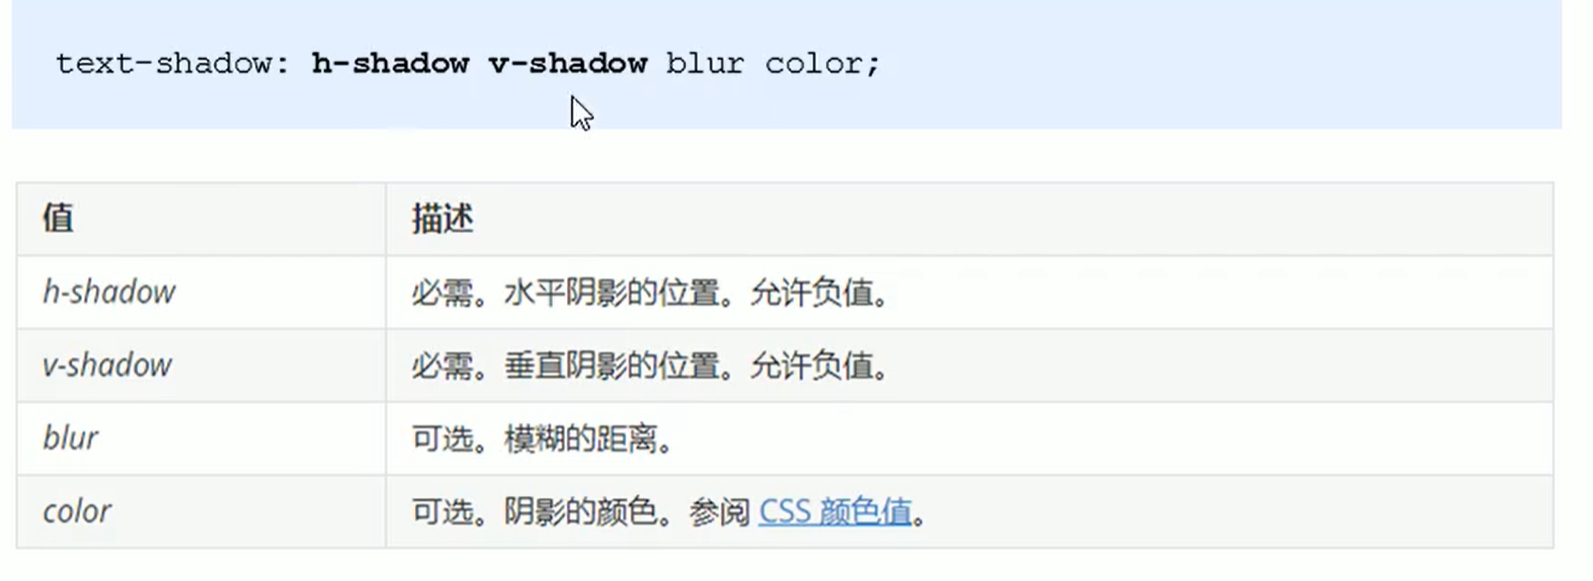 text-shadow: h-shadow v-shadow blur color;
值 描述
h-shadow 必需。水平阴影的位置。允许负值。
v-shadow 必需。垂直阴影的位置。允许负值。
blur 可选。模糊的距离。
color 可选。阴影的颜色。参阅 CSS 颜色值。